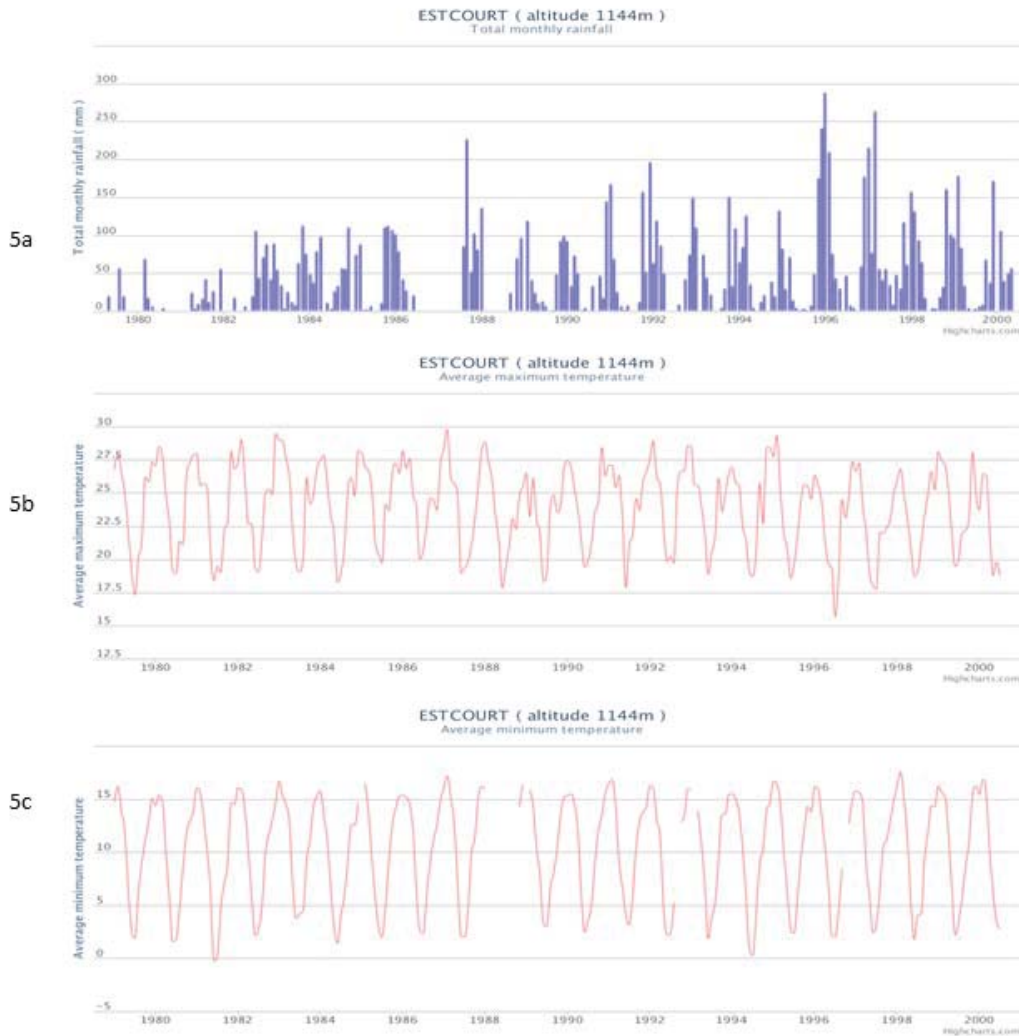 ESTCOURT ( altitude 1144m )
Total monthly rainfall
5a
Total monthly rainfall ( mm )
300
250
200
150
100
50
0
1980 1982 1984 1986 1988 1990 1992 1994 1996 1998 2000
Highcharts.com
ESTCOURT ( altitude 1144m )
Average maximum temperature
5b
Average maximum temperature
30
27.5
25
22.5
20
17.5
15
12.5
1980 1982 1984 1986 1988 1990 1992 1994 1996 1998 2000
Highcharts.com
ESTCOURT ( altitude 1144m )
Average minimum temperature
5c
Average minimum temperature
15
10
5
0
-5
1980 1982 1984 1986 1988 1990 1992 1994 1996 1998 2000
Highcharts.com